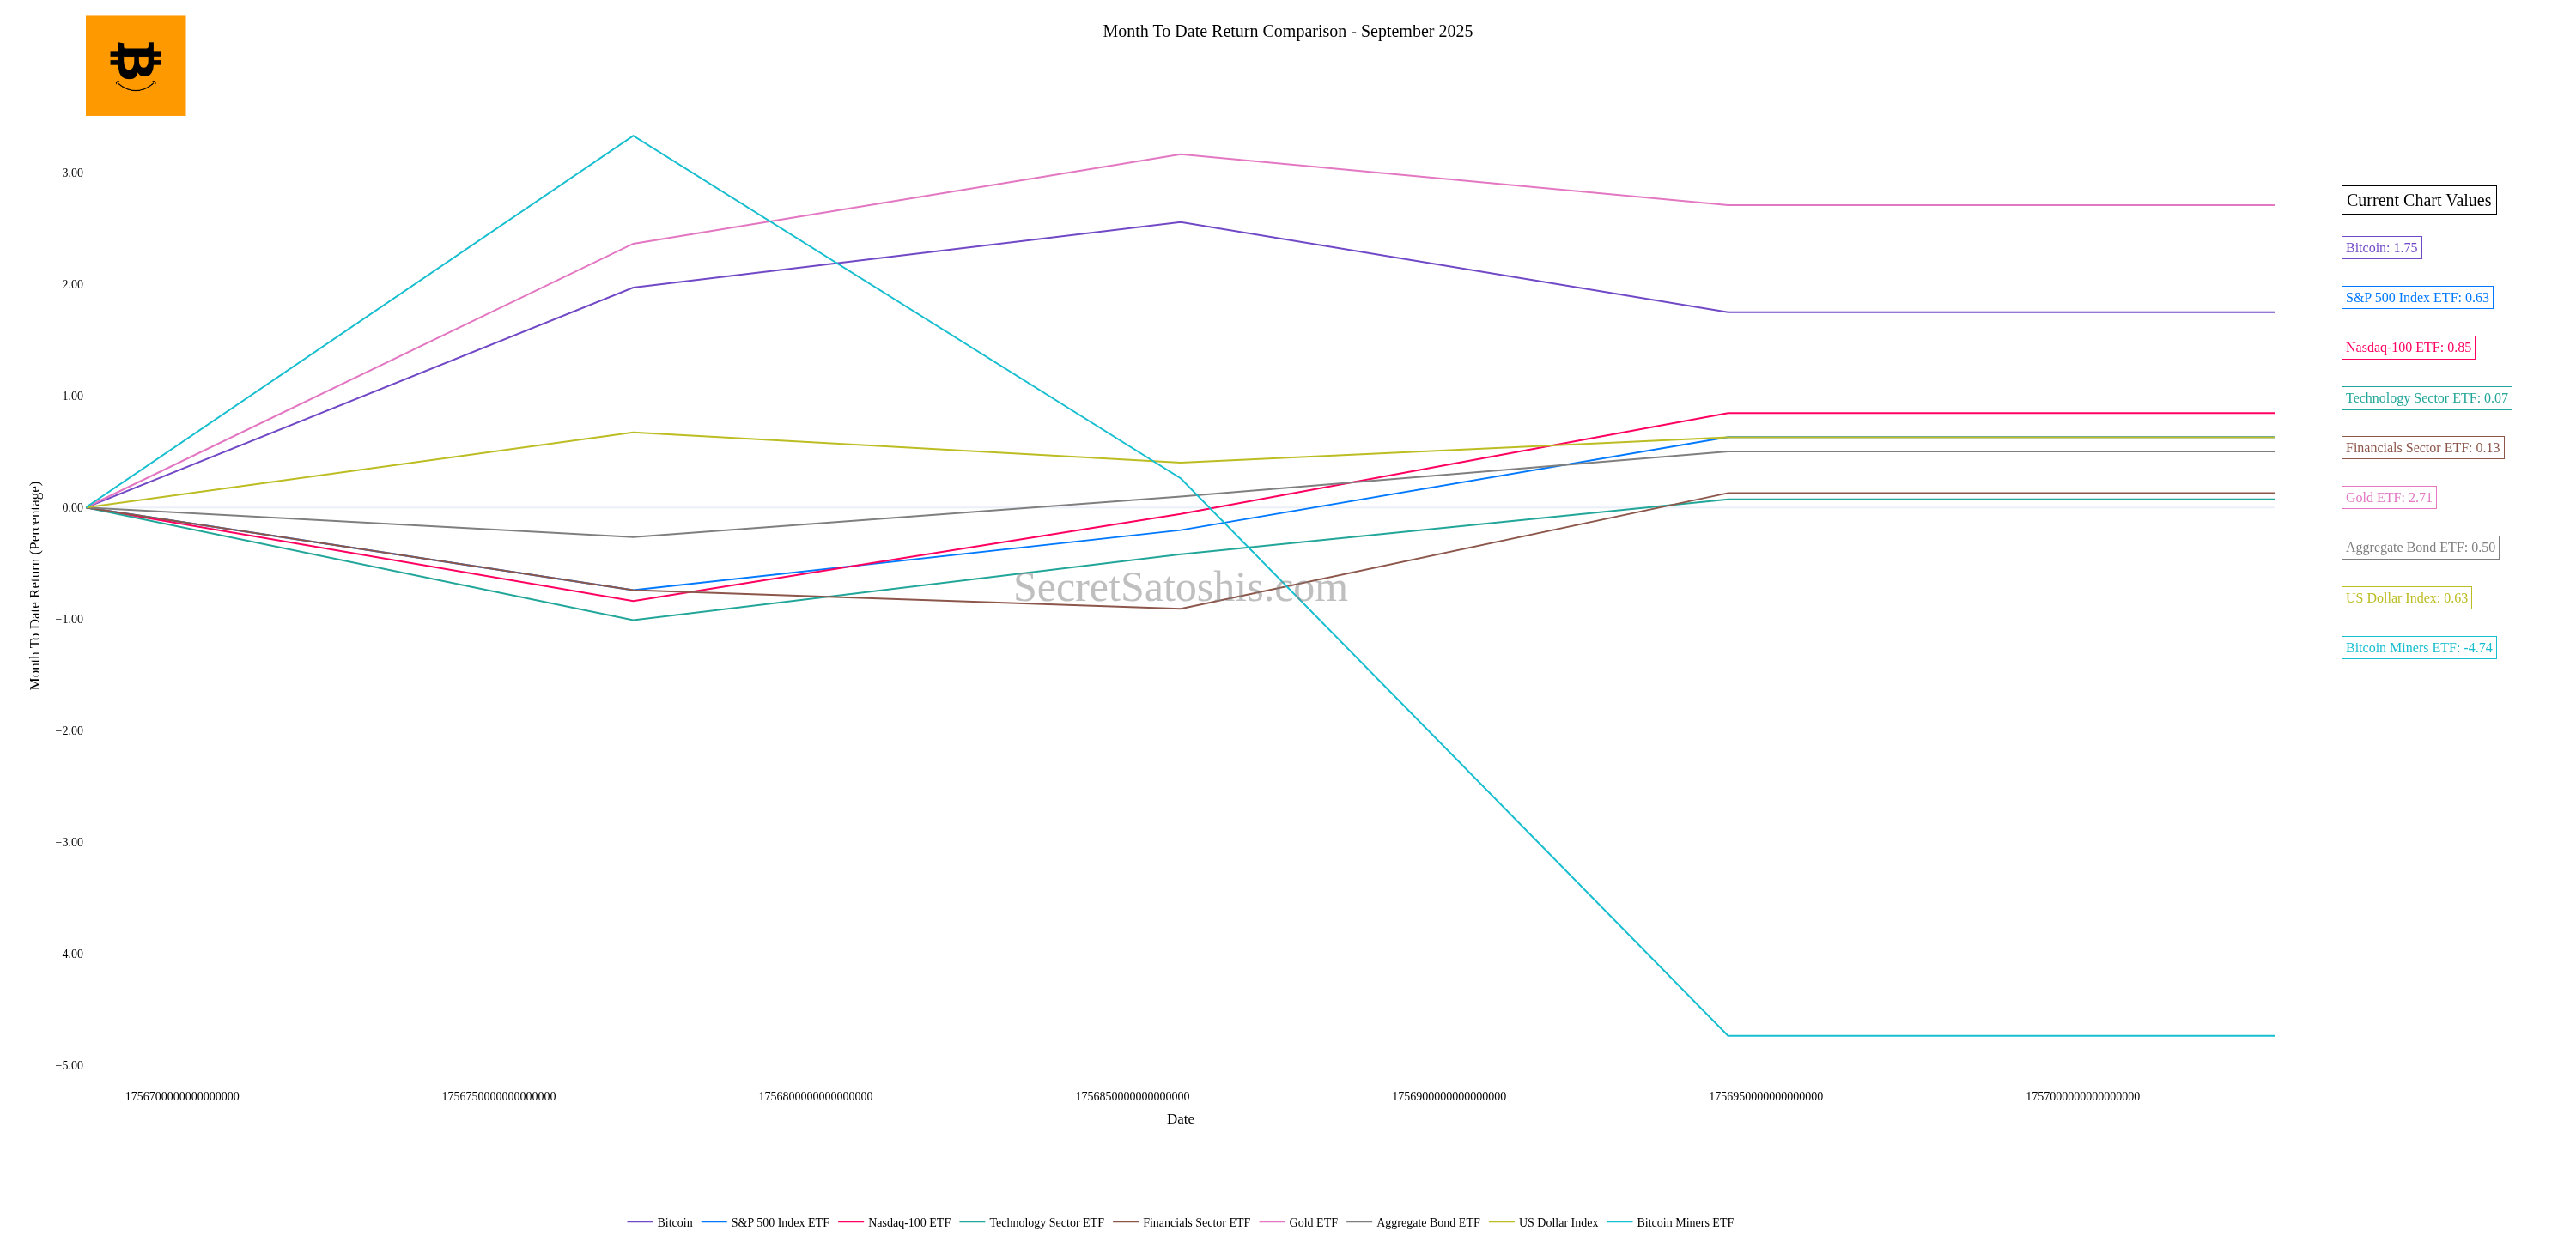 Month To Date Return Comparison - September 2025
3.00
2.00
1.00
0.00
−1.00
−2.00
−3.00
−4.00
−5.00
Month To Date Return (Percentage)
SecretSatoshis.com
Current Chart Values
Bitcoin: 1.75
S&P 500 Index ETF: 0.63
Nasdaq-100 ETF: 0.85
Technology Sector ETF: 0.07
Financials Sector ETF: 0.13
Gold ETF: 2.71
Aggregate Bond ETF: 0.50
US Dollar Index: 0.63
Bitcoin Miners ETF: -4.74
1756700000000000000 1756750000000000000 1756800000000000000 1756850000000000000 1756900000000000000 1756950000000000000 1757000000000000000
Date
Bitcoin S&P 500 Index ETF Nasdaq-100 ETF Technology Sector ETF Financials Sector ETF Gold ETF Aggregate Bond ETF US Dollar Index Bitcoin Miners ETF